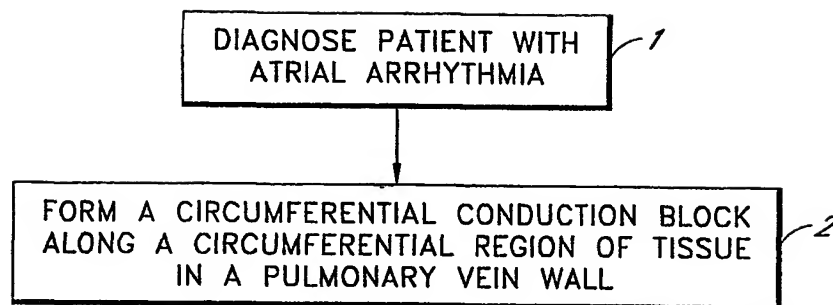 DIAGNOSE PATIENT WITH
ATRIAL ARRHYTHMIA
1
FORM A CIRCUMFERENTIAL CONDUCTION BLOCK
ALONG A CIRCUMFERENTIAL REGION OF TISSUE
IN A PULMONARY VEIN WALL
2